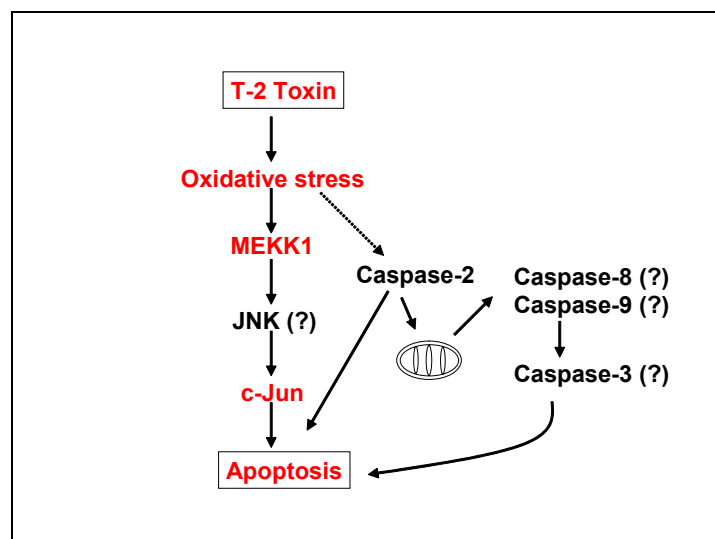 T-2 Toxin
Oxidative stress
MEKK1
JNK (?)
c-Jun
Apoptosis
Caspase-2
Caspase-8 (?)
Caspase-9 (?)
Caspase-3 (?)